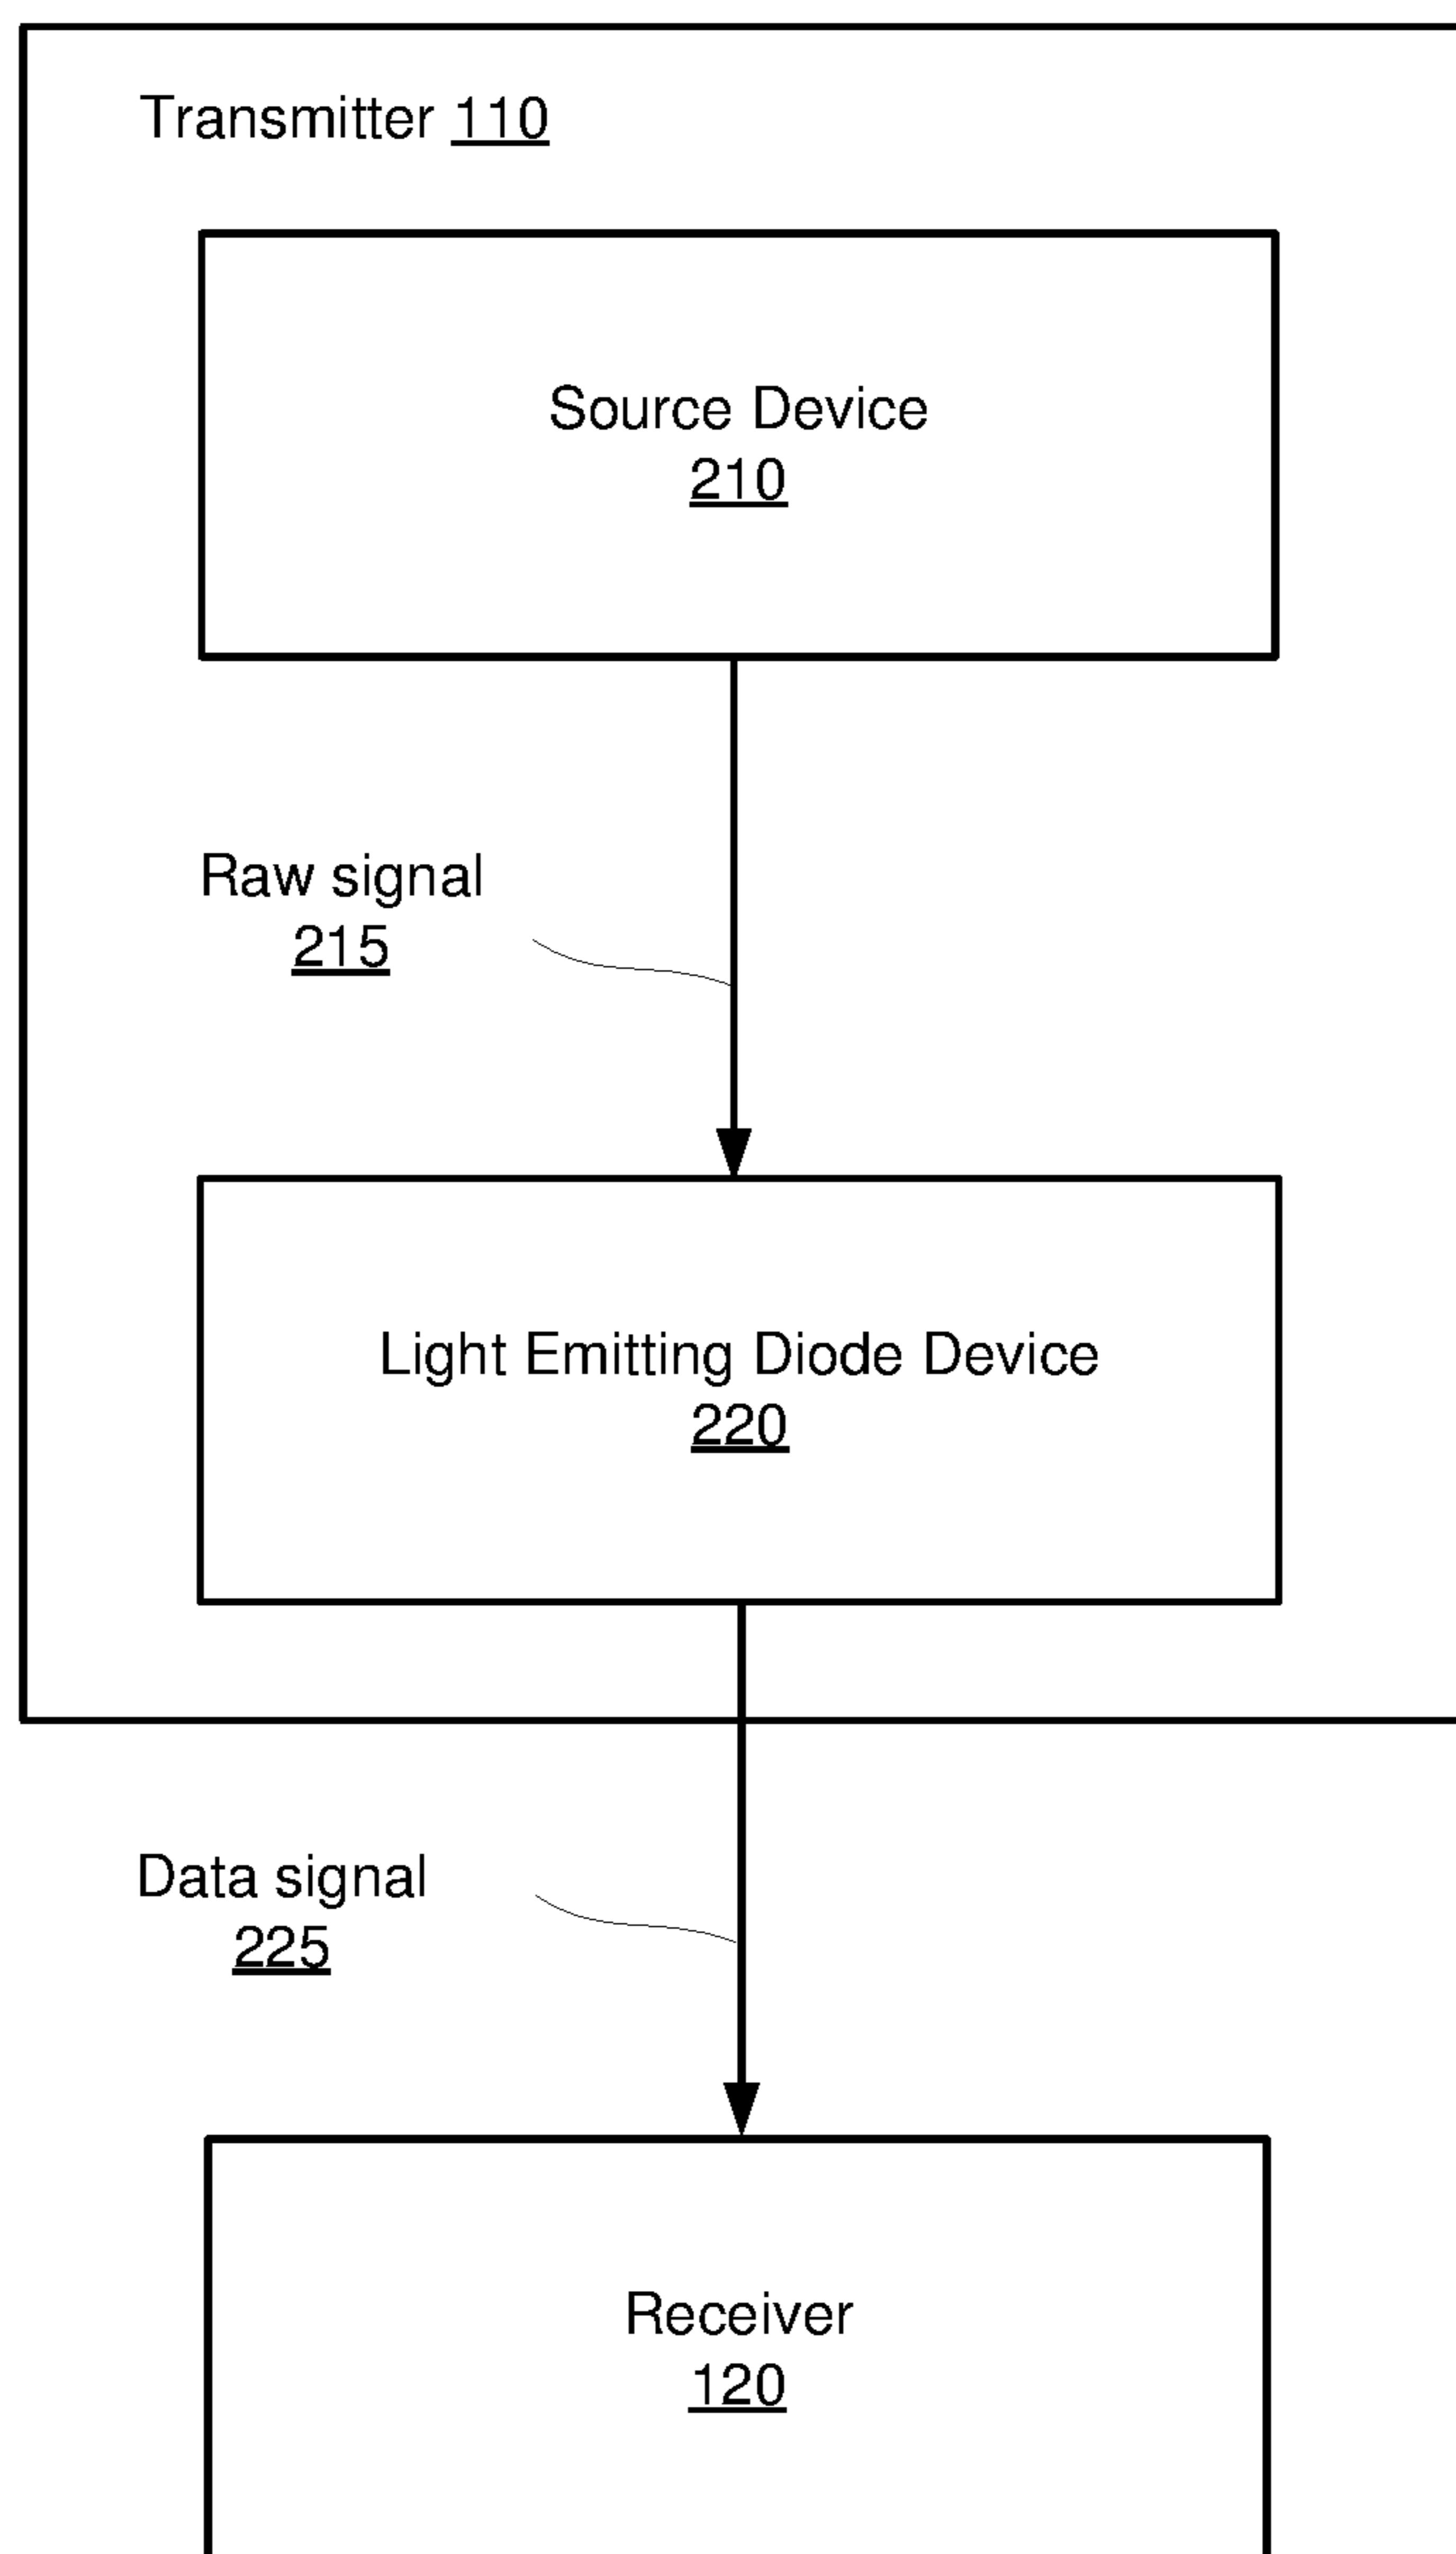 Transmitter 110
Source Device
210
Raw signal
215
Light Emitting Diode Device
220
Data signal
225
Receiver
120